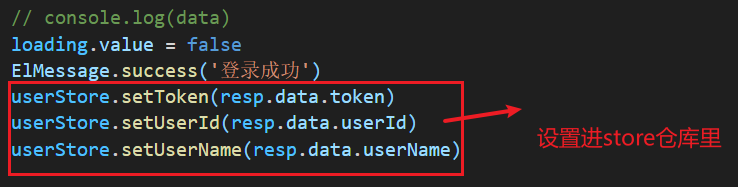 // console.log(data)
loading.value = false
ElMessage.success('登录成功')
userStore.setToken(resp.data.token)
userStore.setUserId(resp.data.userId)
userStore.setUserName(resp.data.userName)
设置进store仓库里